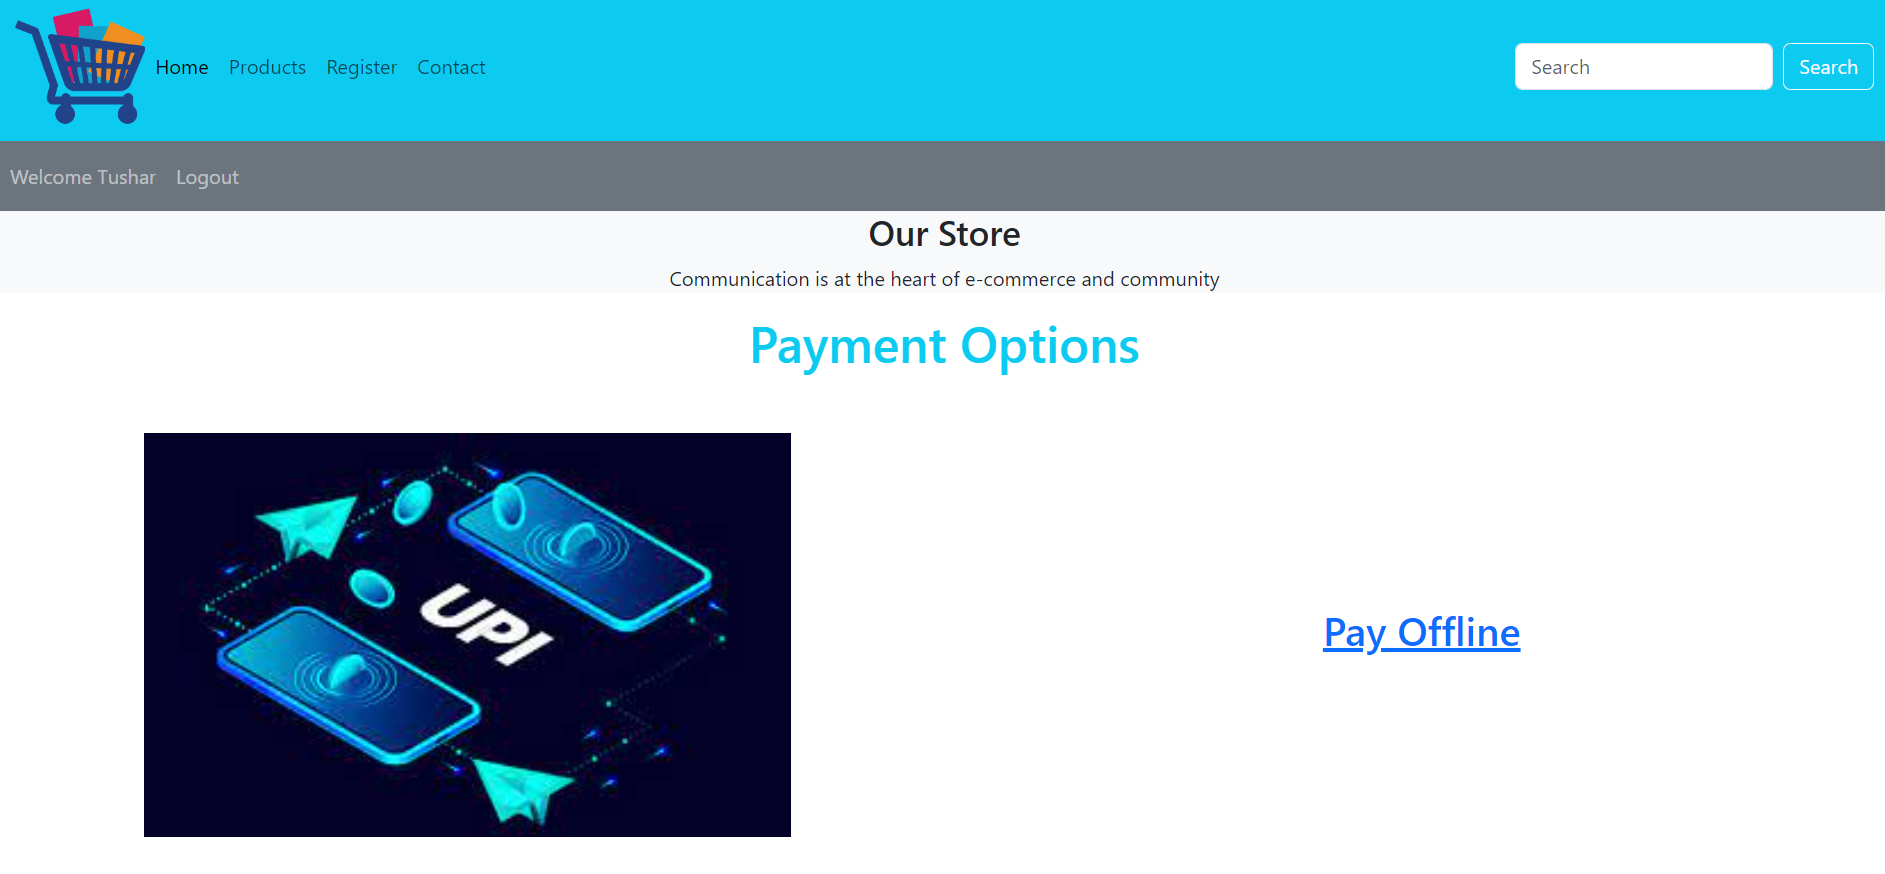 Home Products Register Contact Search Search
Welcome Tushar Logout
Our Store
Communication is at the heart of e-commerce and community
Payment Options
UPI
Pay Offline